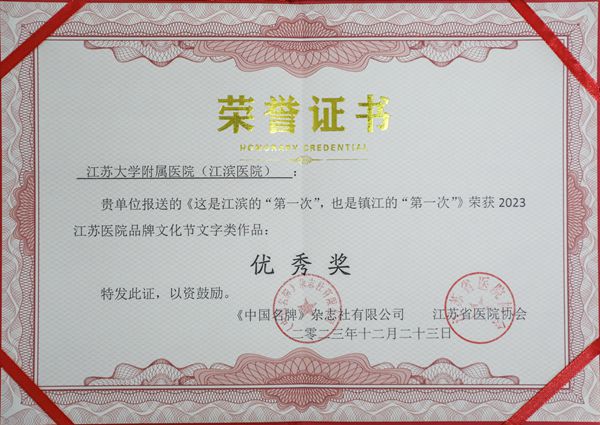 荣誉证书
HONORARY CREDENTIAL
江苏大学附属医院（江滨医院）：
贵单位报送的《这是江滨的“第一次”，也是镇江的“第一次”》荣获 2023
江苏医院品牌文化节文字类作品：
优秀奖
特发此证，以资鼓励。
《中国名牌》杂志社有限公司 江苏省医院协会
二零二三年十二月二十三日